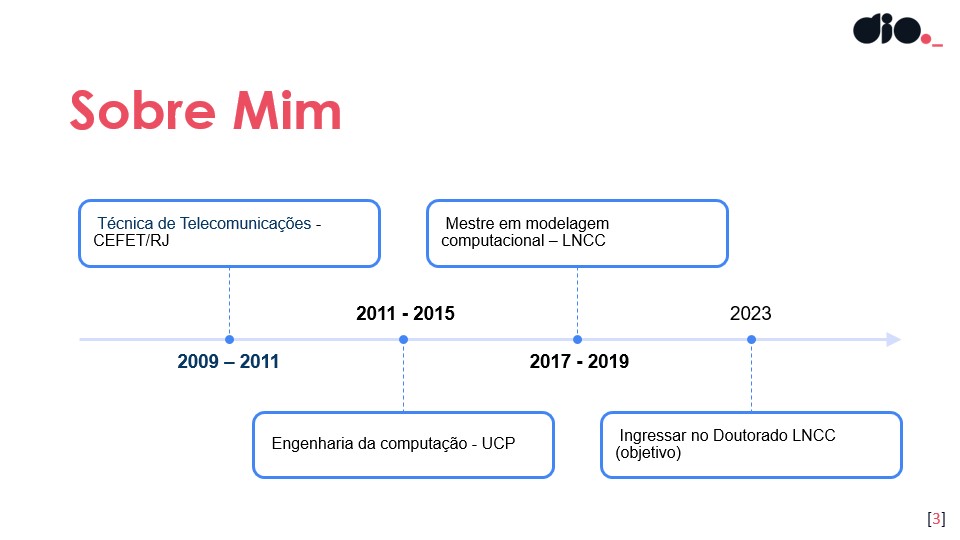 dio._
Sobre Mim
Técnica de Telecomunicações -
CEFET/RJ
Mestre em modelagem
computacional – LNCC
2011 - 2015
2023
2009 – 2011
2017 - 2019
Engenharia da computação - UCP
Ingressar no Doutorado LNCC
(objetivo)
[3]